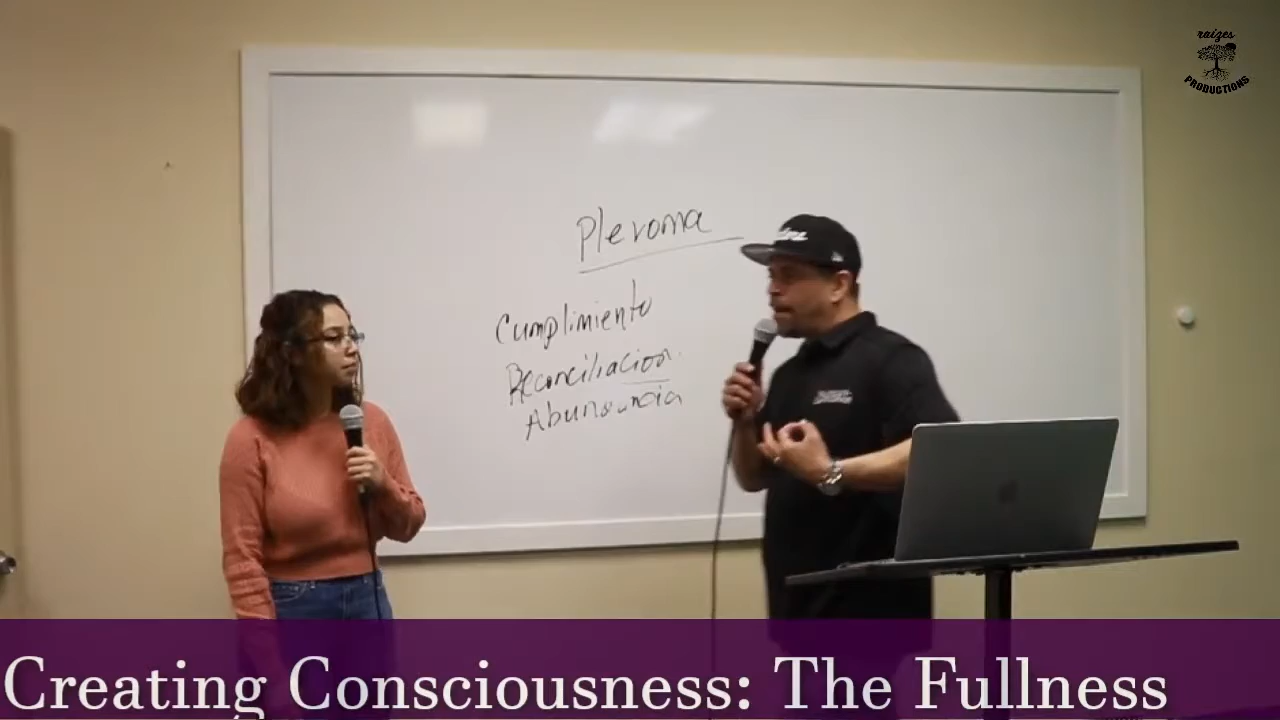 raizes
PRODUCTIONS
Pleroma
Cumplimiento
Reconciliacion.
Abundancia
Creating Consciousness: The Fullness